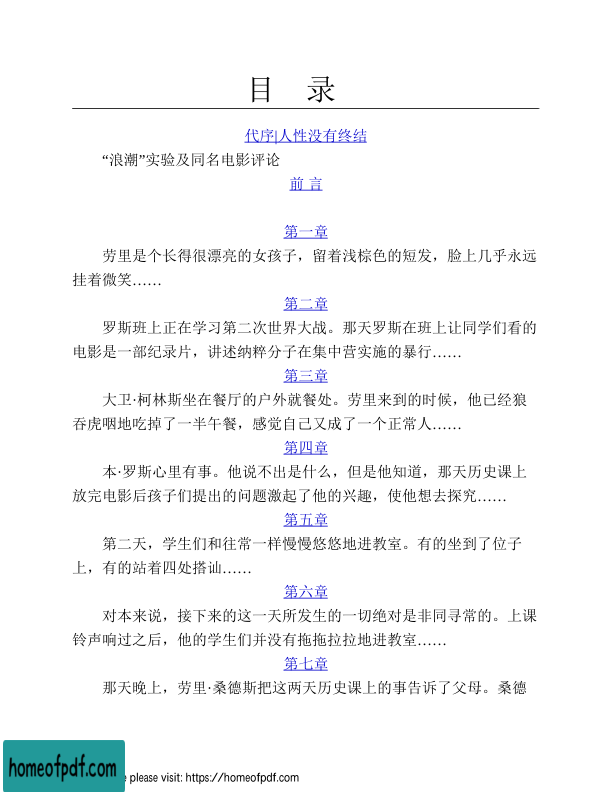 目 录
代序|人性没有终结
“浪潮”实验及同名电影评论
前 言
第一章
劳里是个长得很漂亮的女孩子，留着浅棕色的短发，脸上几乎永远
挂着微笑……
第二章
罗斯班上正在学习第二次世界大战。那天罗斯在班上让同学们看的
电影是一部纪录片，讲述纳粹分子在集中营实施的暴行……
第三章
大卫·柯林斯坐在餐厅的户外就餐处。劳里来到的时候，他已经狼
吞虎咽地吃掉了一半午餐，感觉自己又成了一个正常人……
第四章
本·罗斯心里有事。他说不出是什么，但是他知道，那天历史课上
放完电影后孩子们提出的问题激起了他的兴趣，使他想去探究……
第五章
第二天，学生们和往常一样慢慢悠悠地进教室。有的坐到了位子
上，有的站着四处搭讪……
第六章
对本来说，接下来的这一天所发生的一切绝对是非同寻常的。上课
铃声响过之后，他的学生们并没有拖拖拉拉地进教室……
第七章
那天晚上，劳里·桑德斯把这两天历史课上的事告诉了父母。桑德
homeofpdf.com
e please visit: https://homeofpdf.com